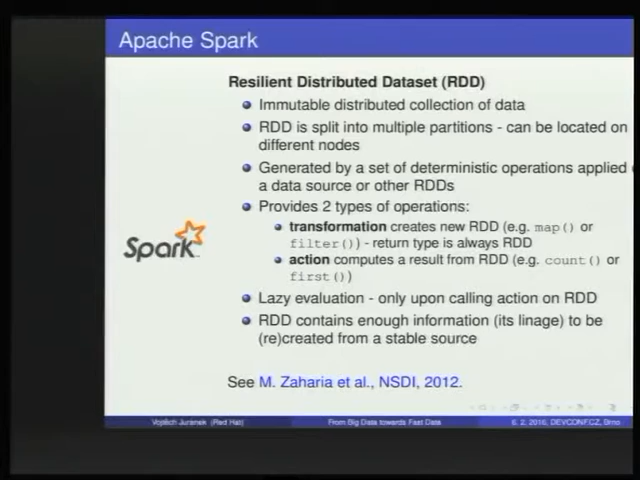 Apache Spark
Resilient Distributed Dataset (RDD)
Immutable distributed collection of data
RDD is split into multiple partitions - can be located on
different nodes
Generated by a set of deterministic operations applied
a data source or other RDDs
Provides 2 types of operations:
transformation creates new RDD (e.g. map() or
filter()) - return type is always RDD
action computes a result from RDD (e.g. count() or
first())
Lazy evaluation - only upon calling action on RDD
RDD contains enough information (its linage) to be
(re)created from a stable source
Spark
See M. Zaharia et al., NSDI, 2012.
Vojtěch Juránek (Red Hat) From Big Data towards Fast Data 6. 2. 2016, DEVCONF.CZ, Brno